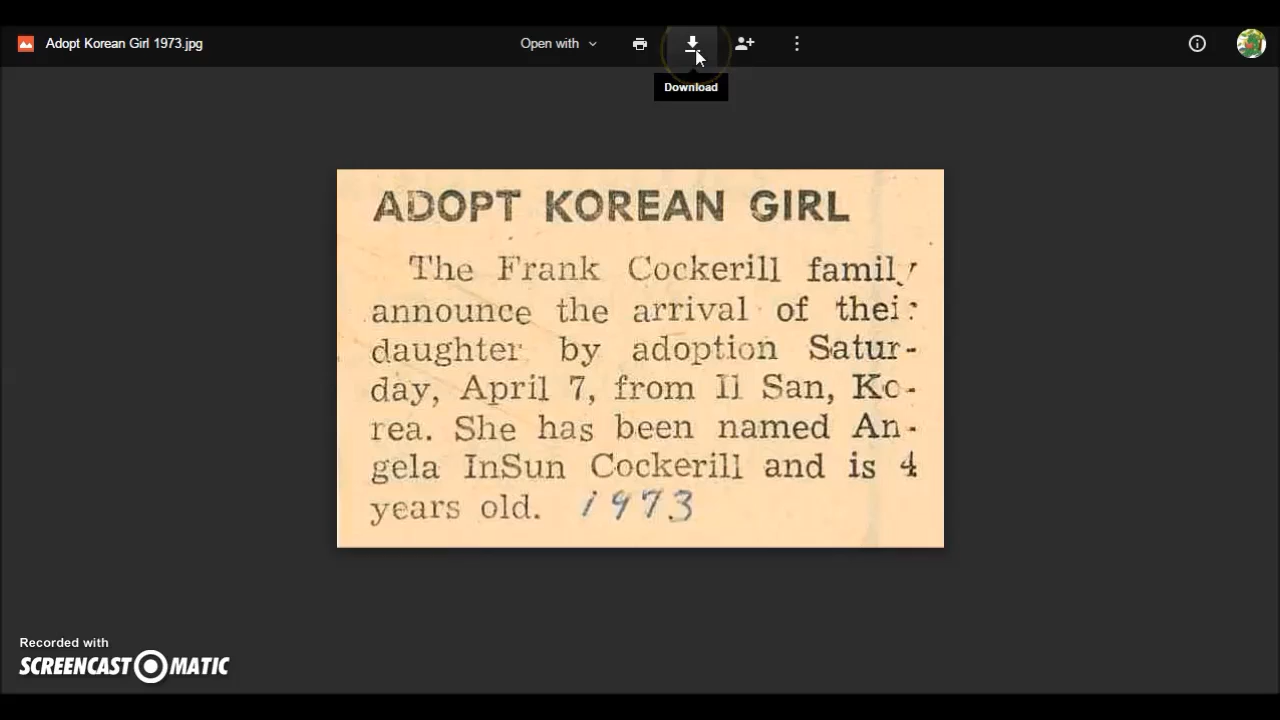 Adopt Korean Girl 1973.jpg
Open with
Download
ADOPT KOREAN GIRL
The Frank Cockerill family
announce the arrival of their
daughter by adoption Satur-
day, April 7, from Il San, Ko-
rea. She has been named An-
gela InSun Cockerill and is 4
years old. 1973
Recorded with
SCREENCAST MATIC